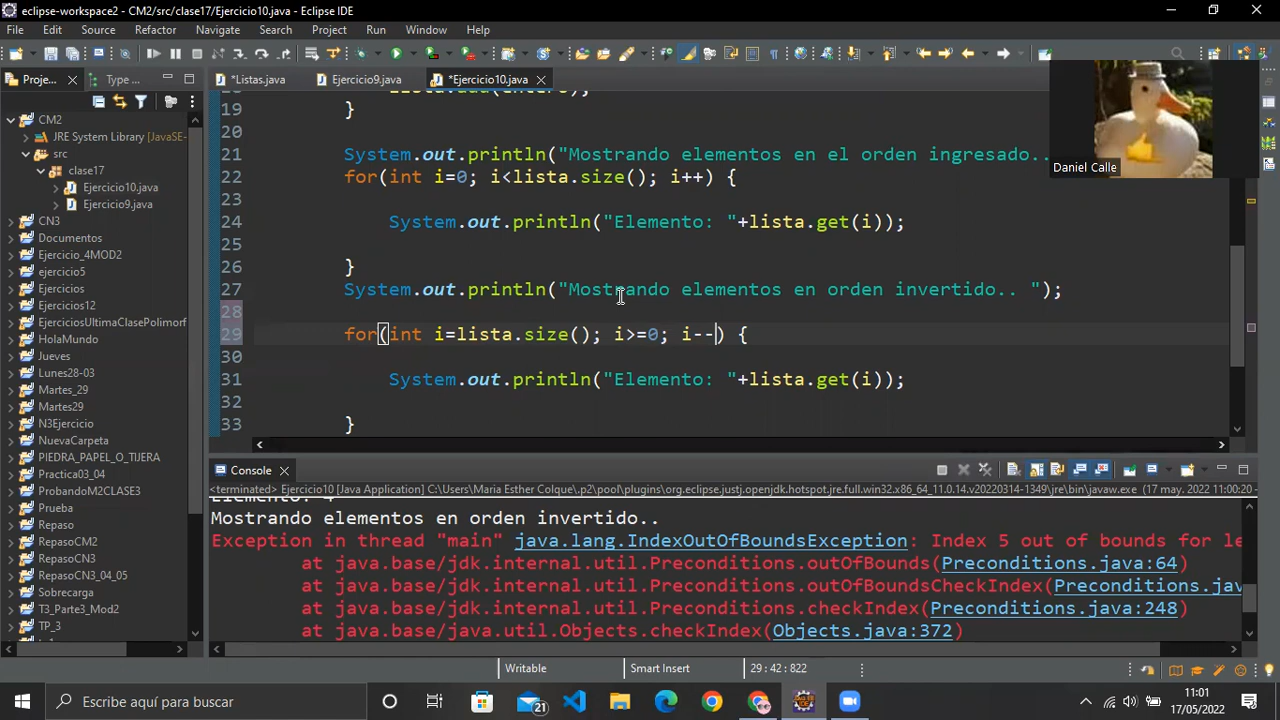 eclipse-workspace2 - CM2/src/clase17/Ejercicio10.java - Eclipse IDE
File Edit Source Refactor Navigate Search Project Run Window Help
Proje... Type ... *Listas.java Ejercicio9.java *Ejercicio10.java
CM2
JRE System Library [JavaSE-
src
clase17
Ejercicio10.java
Ejercicio9.java
CN3
Documentos
Ejercicio_4MOD2
ejercicio5
Ejercicios
Ejercicios12
EjerciciosUltimaClasePolimorf
HolaMundo
Jueves
Lunes28-03
Martes_29
Martes29
N3Ejercicio
NuevaCarpeta
PIEDRA_PAPEL_O_TIJERA
Practica03_04
ProbandoM2CLASE3
Prueba
Repaso
RepasoCM2
RepasoCN3
RepasoCN3_04_05
Sobrecarga
T3_Parte3_Mod2
TP_3
19 }
20
21 System.out.println("Mostrando elementos en el orden ingresado..
22 for(int i=0; i<lista.size(); i++) {
23
24 System.out.println("Elemento: "+lista.get(i));
25
26 }
27 System.out.println("Mostrando elementos en orden invertido.. ");
28
29 for(int i=lista.size(); i>=0; i--) {
30
31 System.out.println("Elemento: "+lista.get(i));
32
33 }
Daniel Calle
Console
<terminated> Ejercicio10 [Java Application] C:\Users\Maria Esther Colque\.p2\pool\plugins\org.eclipse.justj.openjdk.hotspot.jre.full.win32.x86_64_11.0.14.v20220314-1349\jre\bin\javaw.exe (17 may. 2022 11:00:20
Elemento: 4
Mostrando elementos en orden invertido..
Exception in thread "main" java.lang.IndexOutOfBoundsException: Index 5 out of bounds for le
at java.base/jdk.internal.util.Preconditions.outOfBounds(Preconditions.java:64)
at java.base/jdk.internal.util.Preconditions.outOfBoundsCheckIndex(Preconditions.jav
at java.base/jdk.internal.util.Preconditions.checkIndex(Preconditions.java:248)
at java.base/java.util.Objects.checkIndex(Objects.java:372)
Writable Smart Insert 29 : 42 : 822
Escribe aquí para buscar
21
11:01
17/05/2022